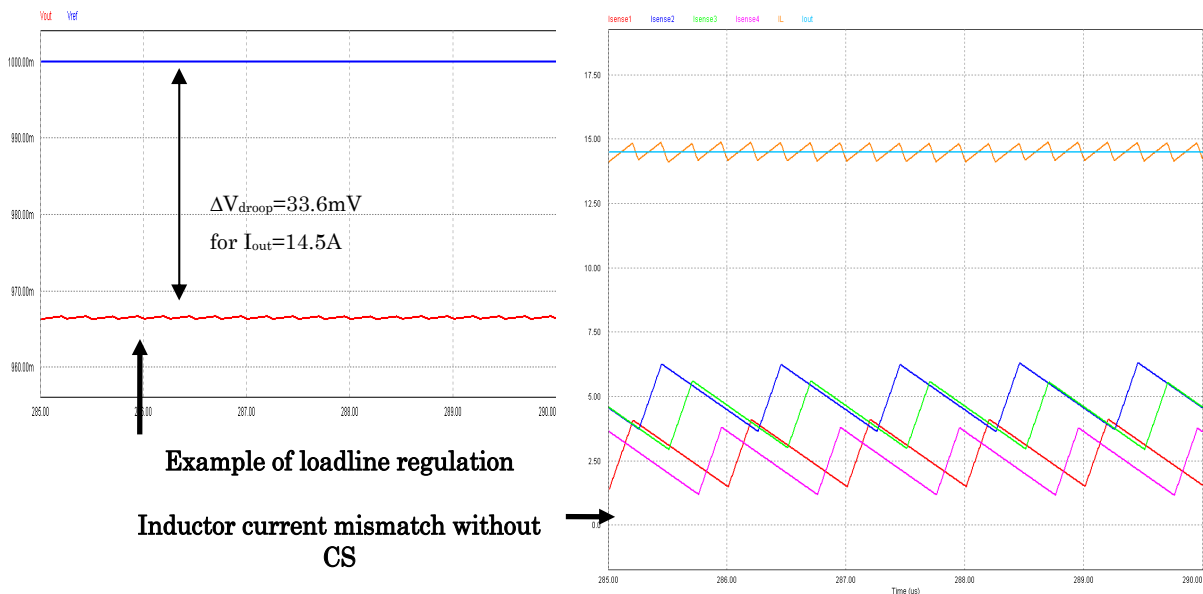 Vout Vref
1000.00m
990.00m
980.00m
970.00m
960.00m
ΔVdroop=33.6mV
for Iout=14.5A
285.00 286.00 287.00 288.00 289.00 290.00
Example of loadline regulation
Inductor current mismatch without
CS
Isense1 Isense2 Isense3 Isense4 IL Iout
17.50
15.00
12.50
10.00
7.50
5.00
2.50
0.0
285.00 286.00 287.00 288.00 289.00 290.00
Time (us)